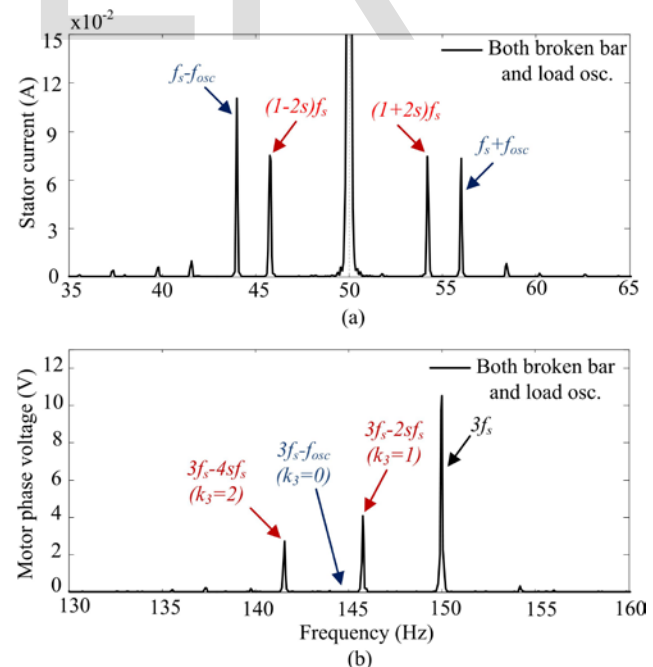 ER
x10-2
15
12
9
6
3
0
Stator current (A)
Both broken bar
and load osc.
fs-fosc
(1-2s)fs
(1+2s)fs
fs+fosc
35 40 45 50 55 60 65
(a)
12
10
8
6
4
2
0
Motor phase voltage (V)
Both broken bar
and load osc.
3fs-4sfs
(k3=2)
3fs-fosc
(k3=0)
3fs-2sfs
(k3=1)
3fs
130 140 145 150 155 160
Frequency (Hz)
(b)